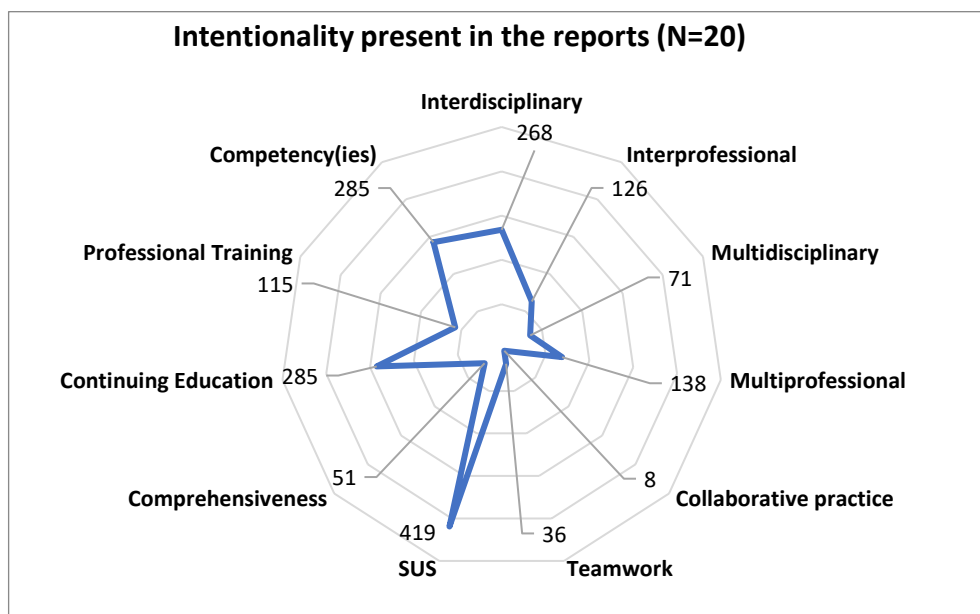 Intentionality present in the reports (N=20)
Interdisciplinary
268
Interprofessional
126
Multidisciplinary
71
Multiprofessional
138
Collaborative practice
8
Teamwork
36
SUS
419
Comprehensiveness
51
Continuing Education
285
Professional Training
115
Competency(ies)
285